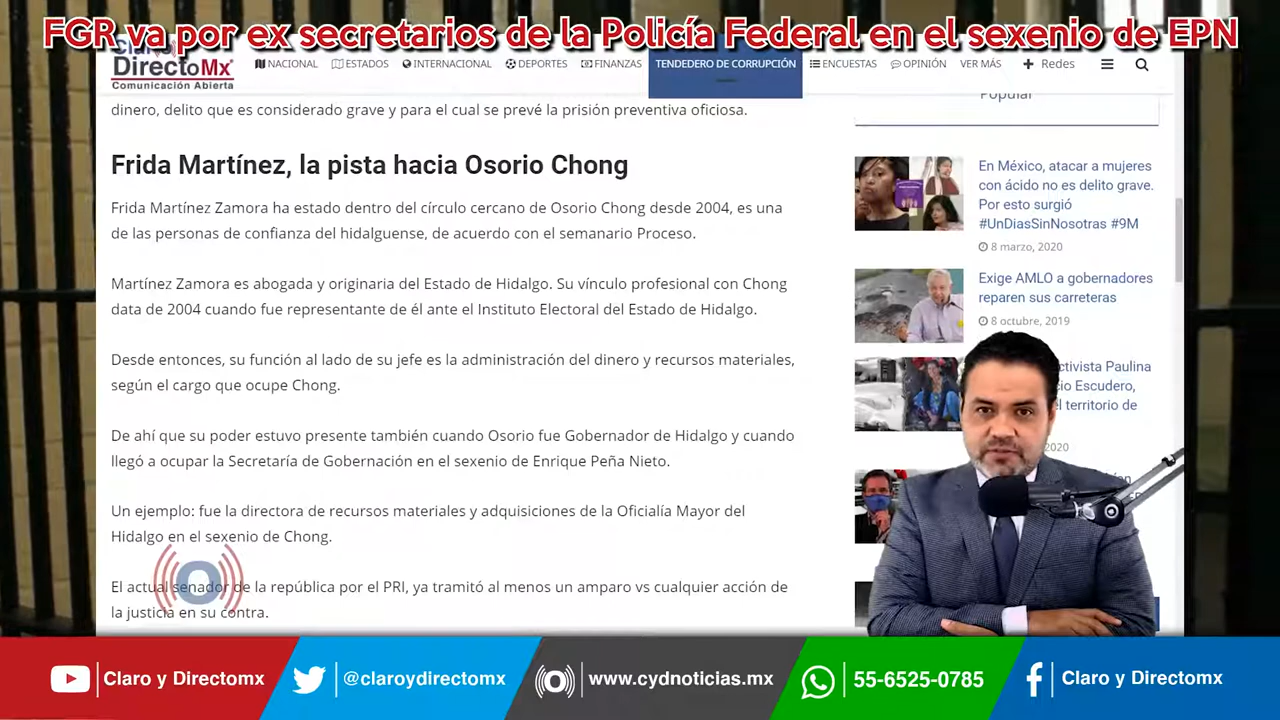 FGR va por ex secretarios de la Policía Federal en el sexenio de EPN
DirectoMx
Comunicación Abierta
NACIONAL
ESTADOS
INTERNACIONAL
DEPORTES
FINANZAS
TENDEDERO DE CORRUPCIÓN
ENCUESTAS
OPINIÓN
VER MÁS
Redes
dinero, delito que es considerado grave y para el cual se prevé la prisión preventiva oficiosa.
Frida Martínez, la pista hacia Osorio Chong
Frida Martínez Zamora ha estado dentro del círculo cercano de Osorio Chong desde 2004, es una
de las personas de confianza del hidalguense, de acuerdo con el semanario Proceso.
Martínez Zamora es abogada y originaria del Estado de Hidalgo. Su vínculo profesional con Chong
data de 2004 cuando fue representante de él ante el Instituto Electoral del Estado de Hidalgo.
Desde entonces, su función al lado de su jefe es la administración del dinero y recursos materiales,
según el cargo que ocupe Chong.
De ahí que su poder estuvo presente también cuando Osorio fue Gobernador de Hidalgo y cuando
llegó a ocupar la Secretaría de Gobernación en el sexenio de Enrique Peña Nieto.
Un ejemplo: fue la directora de recursos materiales y adquisiciones de la Oficialía Mayor del
Hidalgo en el sexenio de Chong.
El actual senador de la república por el PRI, ya tramitó al menos un amparo vs cualquier acción de
la justicia en su contra.
Popular
En México, atacar a mujeres
con ácido no es delito grave.
Por esto surgió
#UnDiasSinNosotras #9M
8 marzo, 2020
Exige AMLO a gobernadores
reparen sus carreteras
8 octubre, 2019
Paulina
Escudero,
territorio de
2020
Claro y Directomx
@claroydirectomx
www.cydnoticias.mx
55-6525-0785
Claro y Directomx